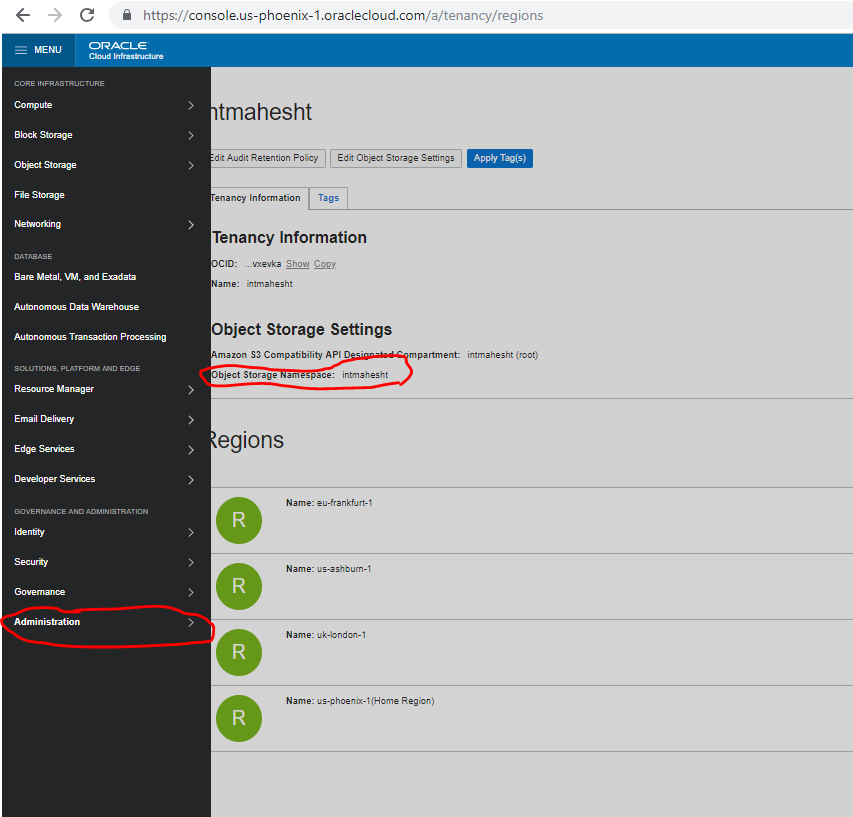 https://console.us-phoenix-1.oraclecloud.com/a/tenancy/regions
MENU
ORACLE
Cloud Infrastructure
CORE INFRASTRUCTURE
Compute
Block Storage
Object Storage
File Storage
Networking
DATABASE
Bare Metal, VM, and Exadata
Autonomous Data Warehouse
Autonomous Transaction Processing
SOLUTIONS, PLATFORM AND EDGE
Resource Manager
Email Delivery
Edge Services
Developer Services
GOVERNANCE AND ADMINISTRATION
Identity
Security
Governance
Administration
intmahesht
Edit Audit Retention Policy Edit Object Storage Settings Apply Tag(s)
Tenancy Information Tags
Tenancy Information
OCID: ...vxevka Show Copy
Name: intmahesht
Object Storage Settings
Amazon S3 Compatibility API Designated Compartment: intmahesht (root)
Object Storage Namespace: intmahesht
Regions
R Name: eu-frankfurt-1
R Name: us-ashburn-1
R Name: uk-london-1
R Name: us-phoenix-1(Home Region)